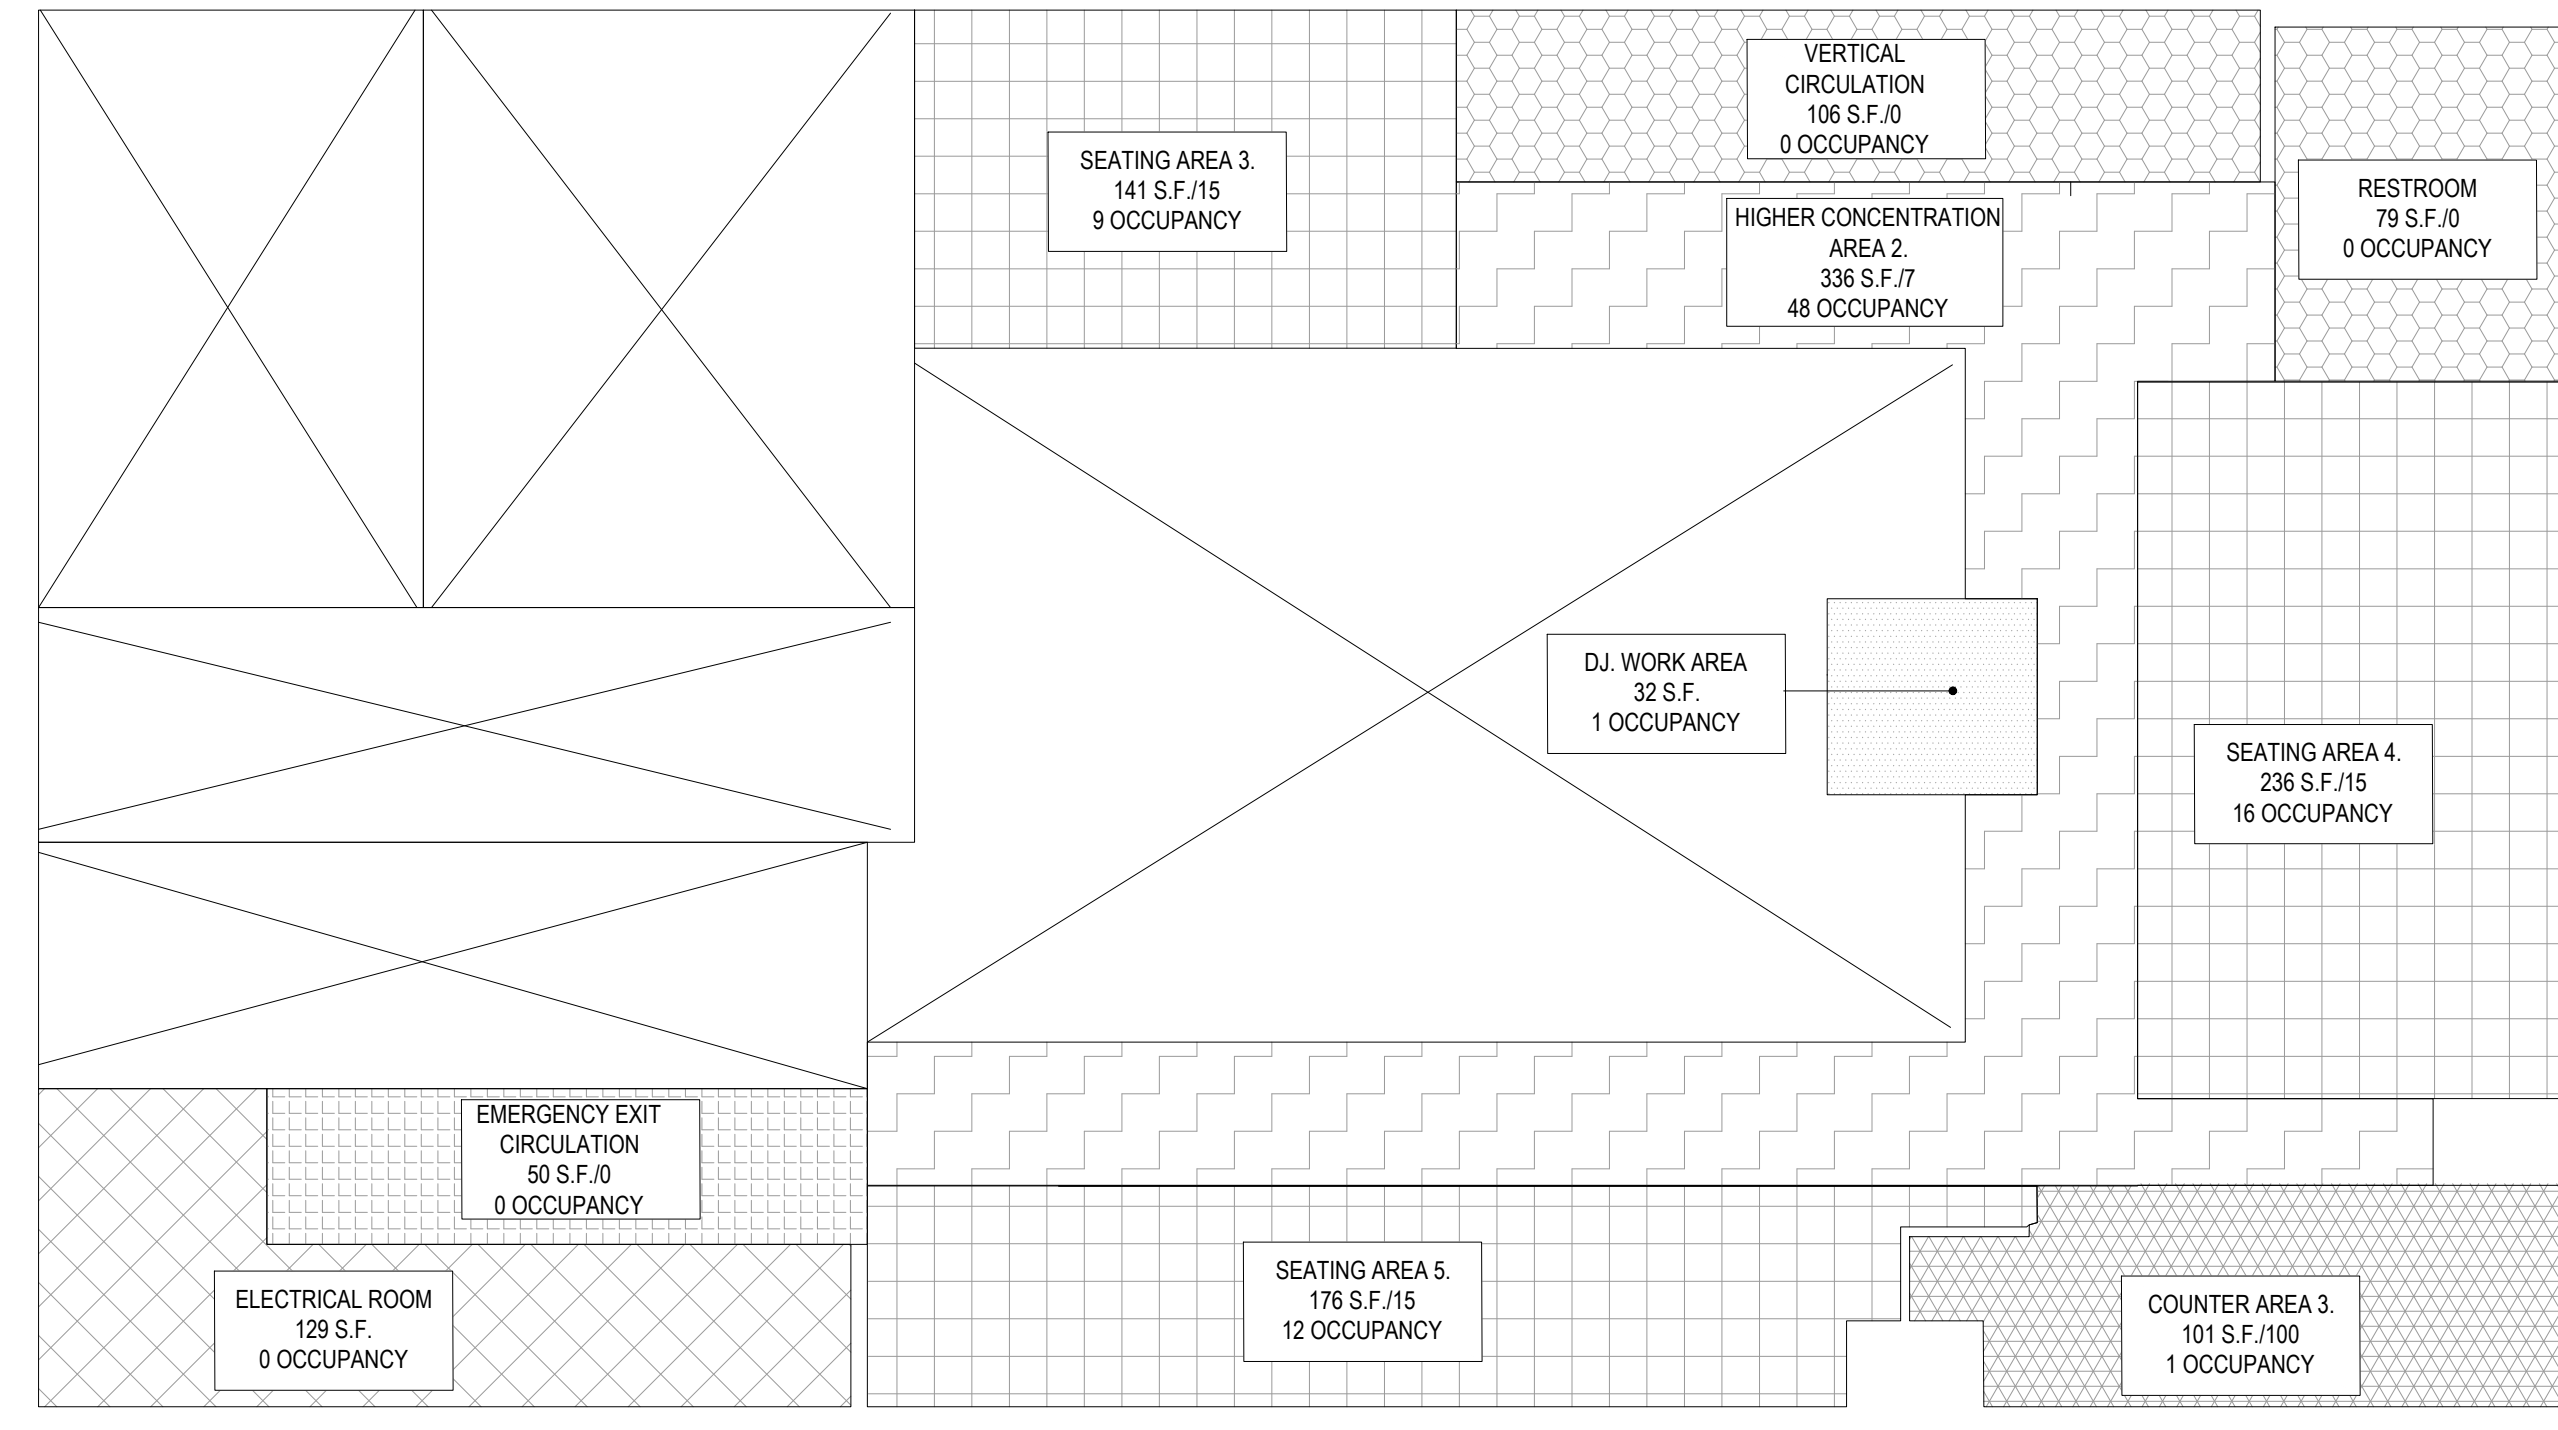 VERTICAL
CIRCULATION
106 S.F./0
0 OCCUPANCY
SEATING AREA 3.
141 S.F./15
9 OCCUPANCY
RESTROOM
79 S.F./0
0 OCCUPANCY
HIGHER CONCENTRATION
AREA 2.
336 S.F./7
48 OCCUPANCY
DJ. WORK AREA
32 S.F.
1 OCCUPANCY
SEATING AREA 4.
236 S.F./15
16 OCCUPANCY
EMERGENCY EXIT
CIRCULATION
50 S.F./0
0 OCCUPANCY
ELECTRICAL ROOM
129 S.F.
0 OCCUPANCY
SEATING AREA 5.
176 S.F./15
12 OCCUPANCY
COUNTER AREA 3.
101 S.F./100
1 OCCUPANCY